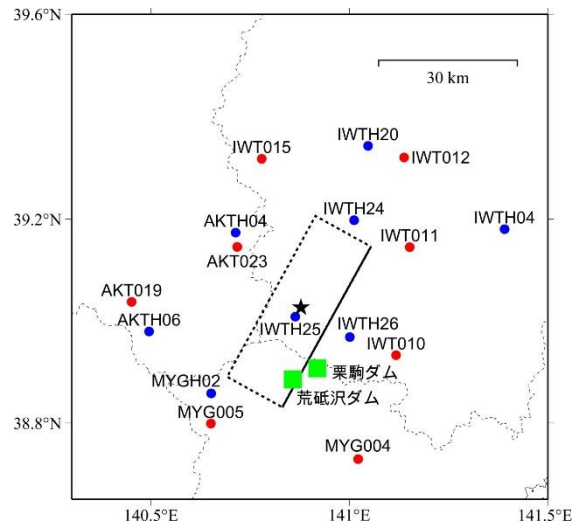 39.6°N
30 km
IWTH20
IWT015
IWT012
39.2°N
IWTH24
IWTH04
AKTH04
IWT011
AKT023
AKT019
AKTH06
IWTH25
IWTH26
IWT010
栗駒ダム
MYGH02
荒砥沢ダム
MYG005
38.8°N
MYG004
140.5°E
141°E
141.5°E